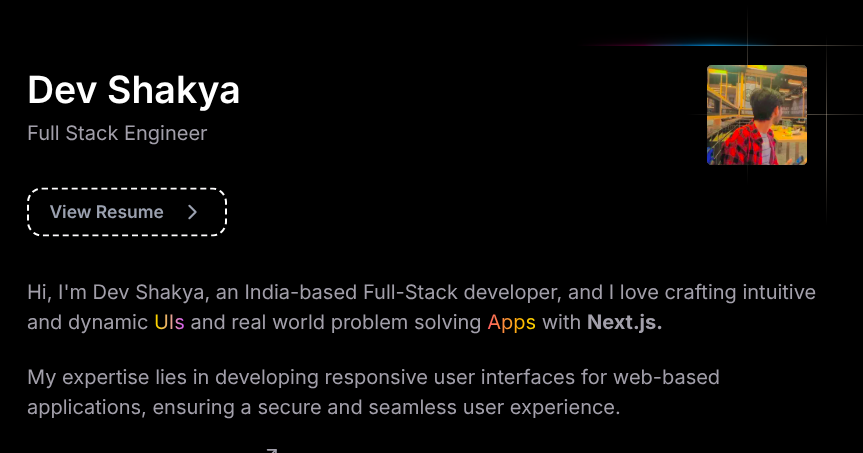 Dev Shakya
Full Stack Engineer
View Resume
Hi, I'm Dev Shakya, an India-based Full-Stack developer, and I love crafting intuitive
and dynamic UIs and real world problem solving Apps with Next.js.
My expertise lies in developing responsive user interfaces for web-based
applications, ensuring a secure and seamless user experience.